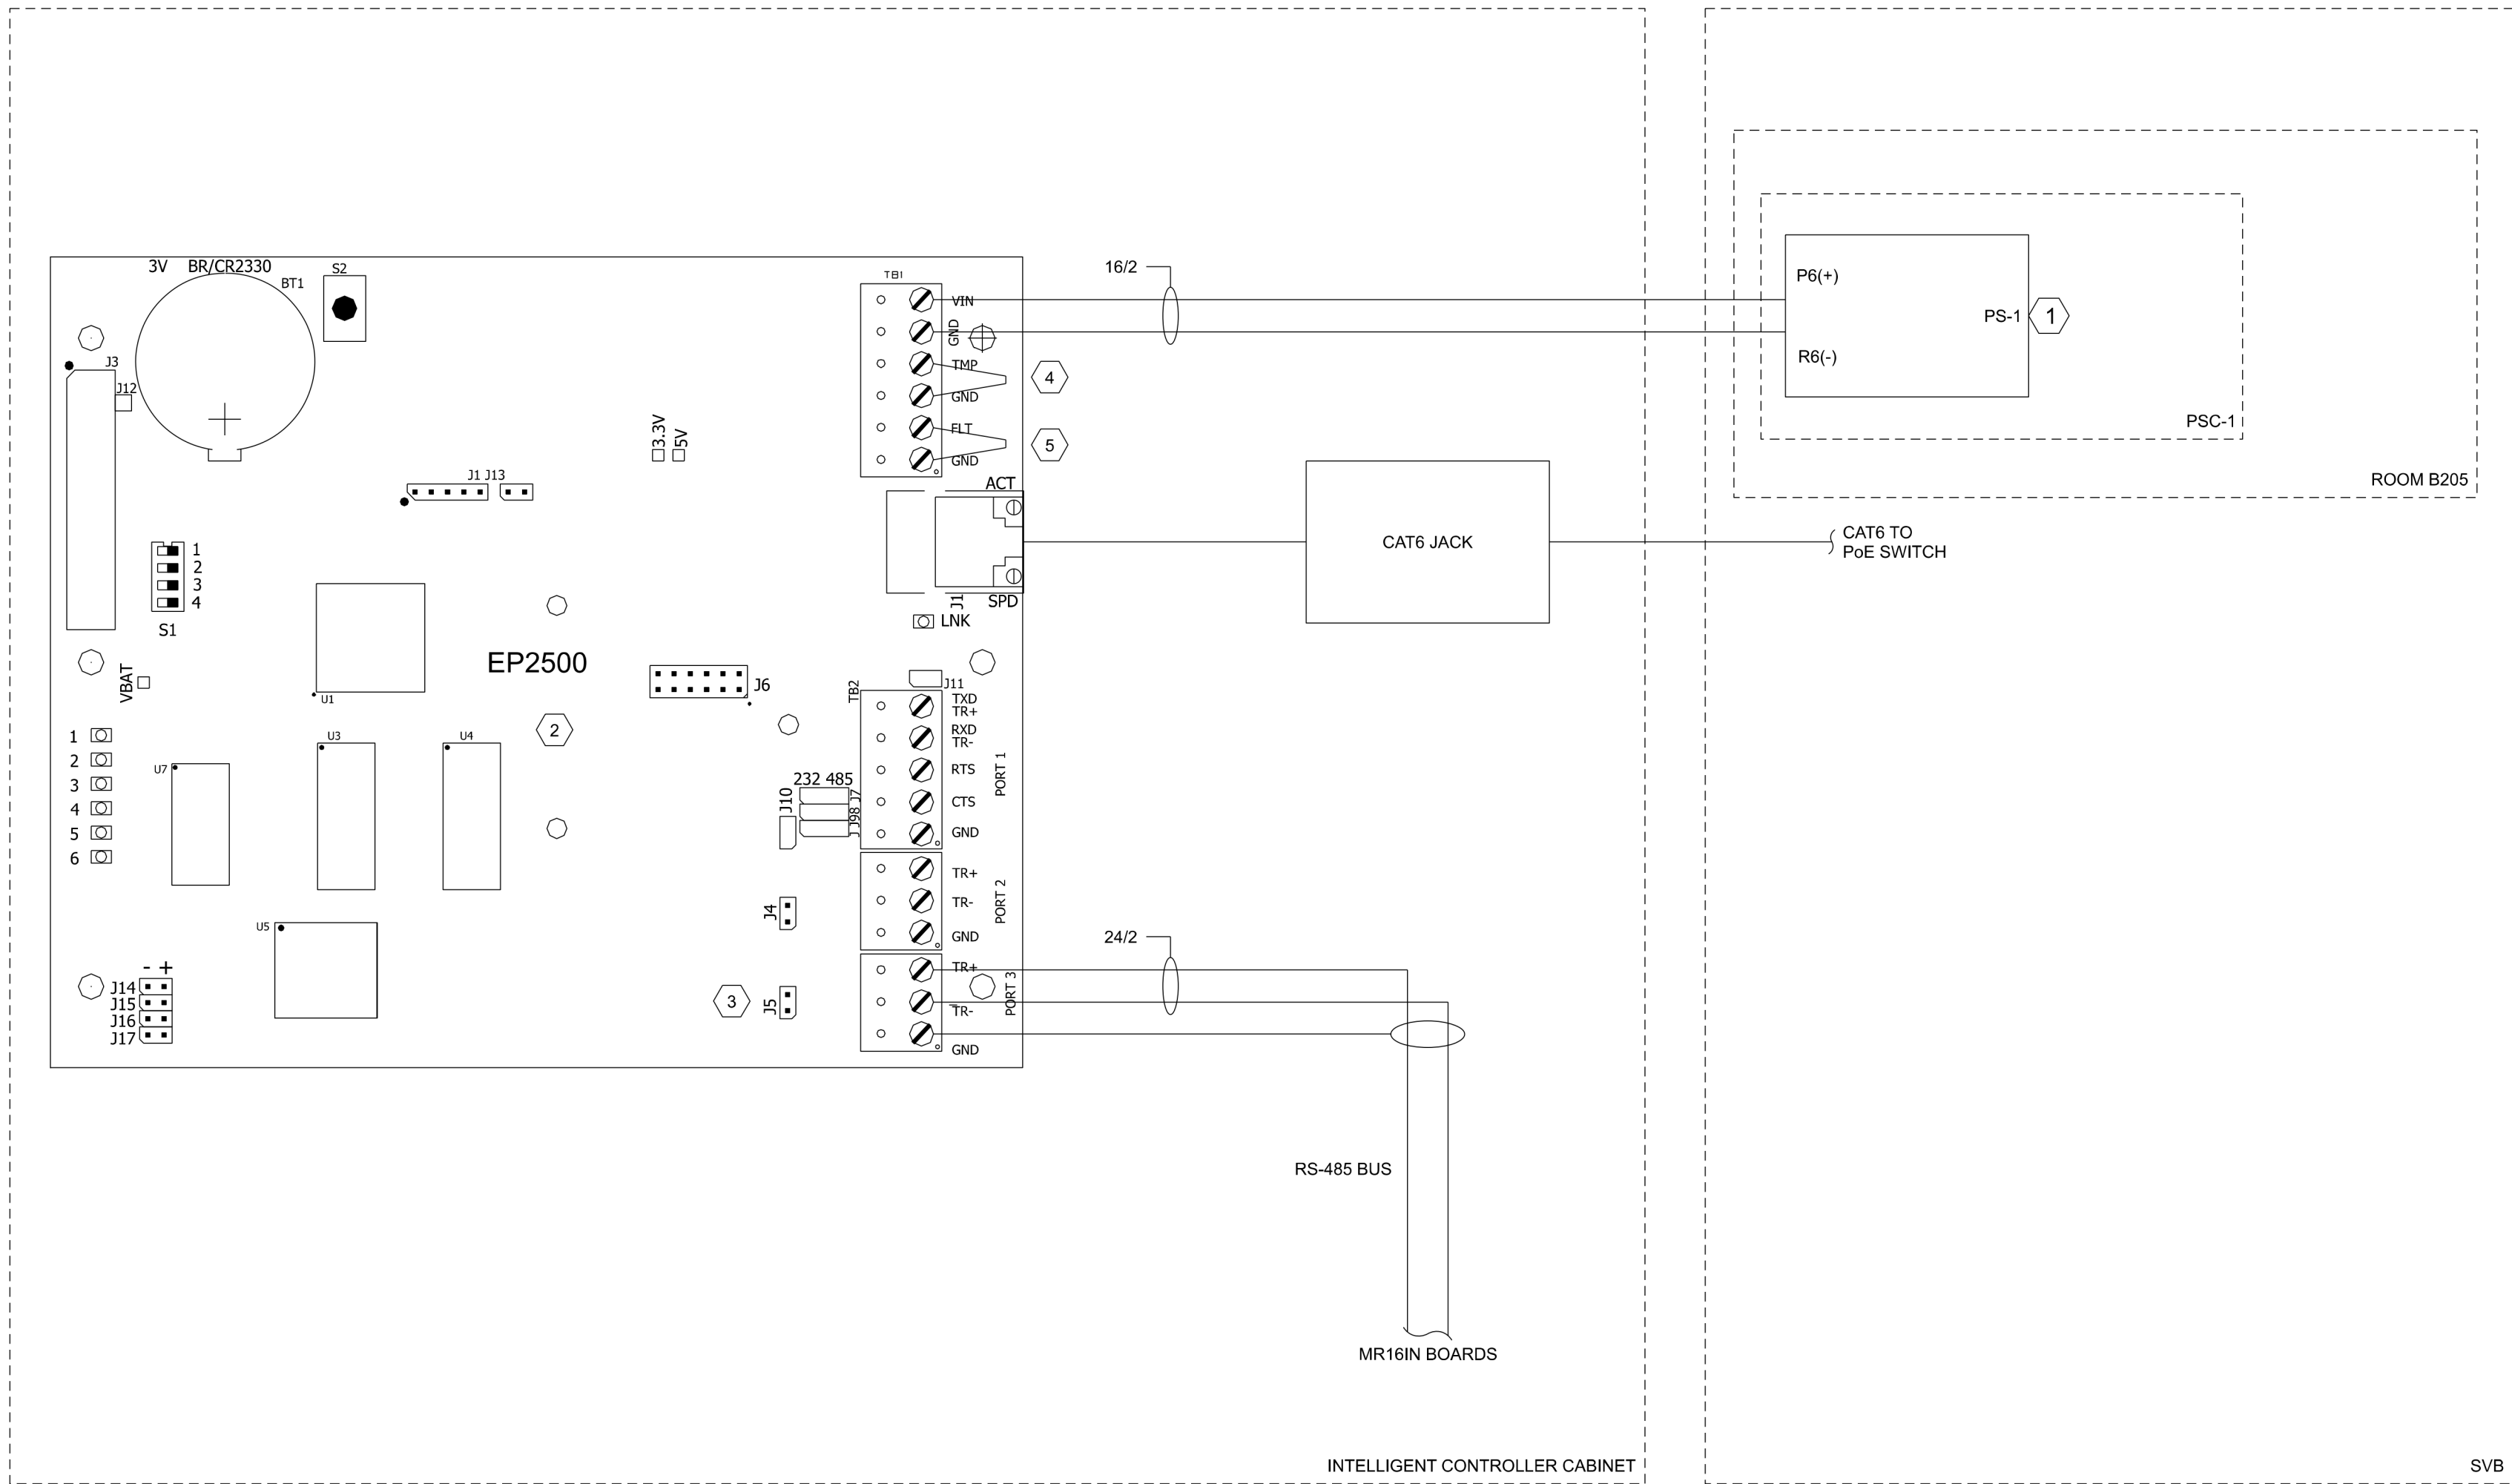 3V BR/CR2330
BT1
S2
J3
J12
3.3V
5V
J1 J13
1
2
3
4
S1
VBAT
U1
EP2500
J6
2
1
2
3
4
5
6
U7
U3
U4
U5
- +
J14
J15
J16
J17
232 485
J10
J7
J98
J
J4
J5
3
TB1
VIN
GND
TMP
GND
FLT
GND
4
5
ACT
J1
SPD
LNK
J11
TB2
TXD
TR+
RXD
TR-
RTS
CTS
GND
PORT 1
TR+
TR-
GND
PORT 2
TR+
TR-
GND
PORT 3
16/2
24/2
CAT6 JACK
RS-485 BUS
MR16IN BOARDS
INTELLIGENT CONTROLLER CABINET
P6(+)
PS-1
1
R6(-)
PSC-1
ROOM B205
CAT6 TO
PoE SWITCH
SVB